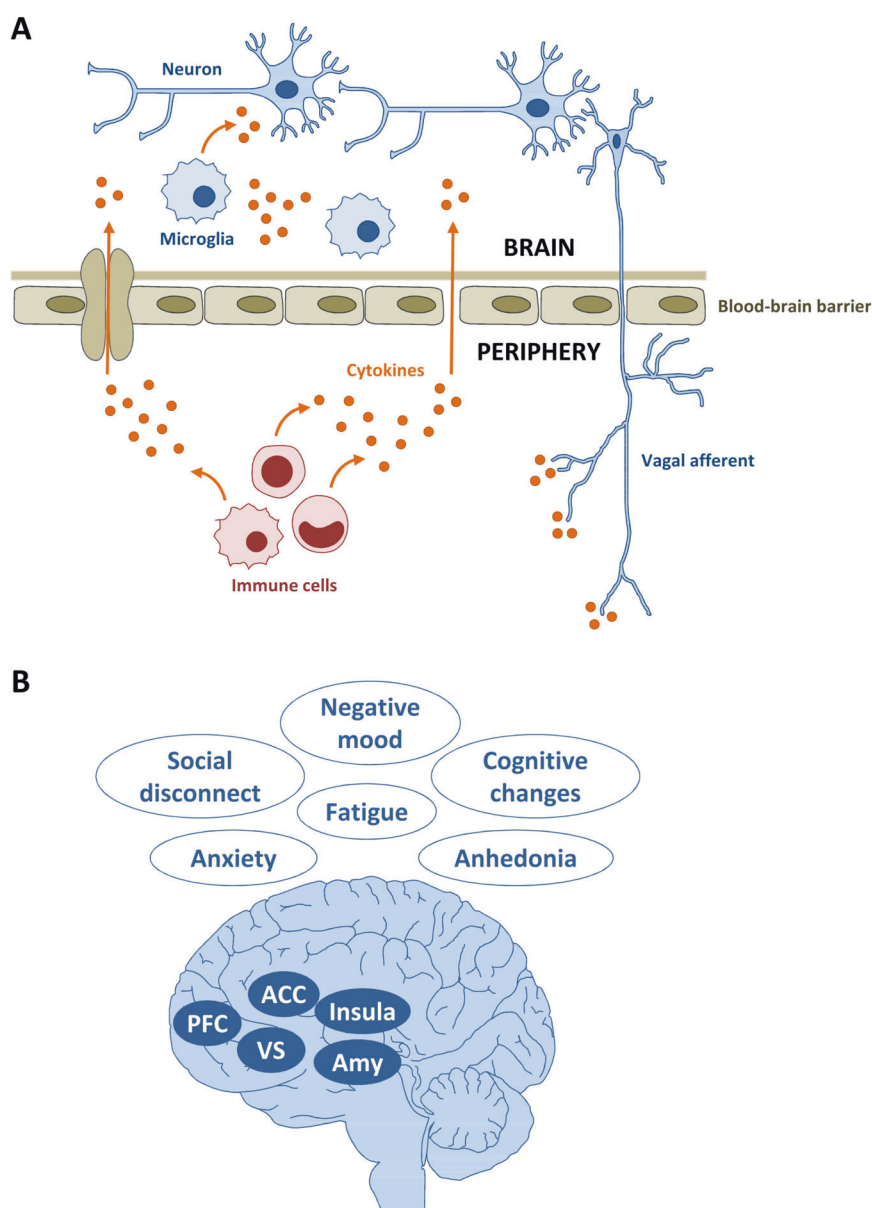 A
Neuron
Microglia
BRAIN
Blood-brain barrier
PERIPHERY
Cytokines
Vagal afferent
Immune cells
B
Negative
mood
Social
disconnect
Cognitive
changes
Fatigue
Anxiety
Anhedonia
ACC
Insula
PFC
VS
Amy